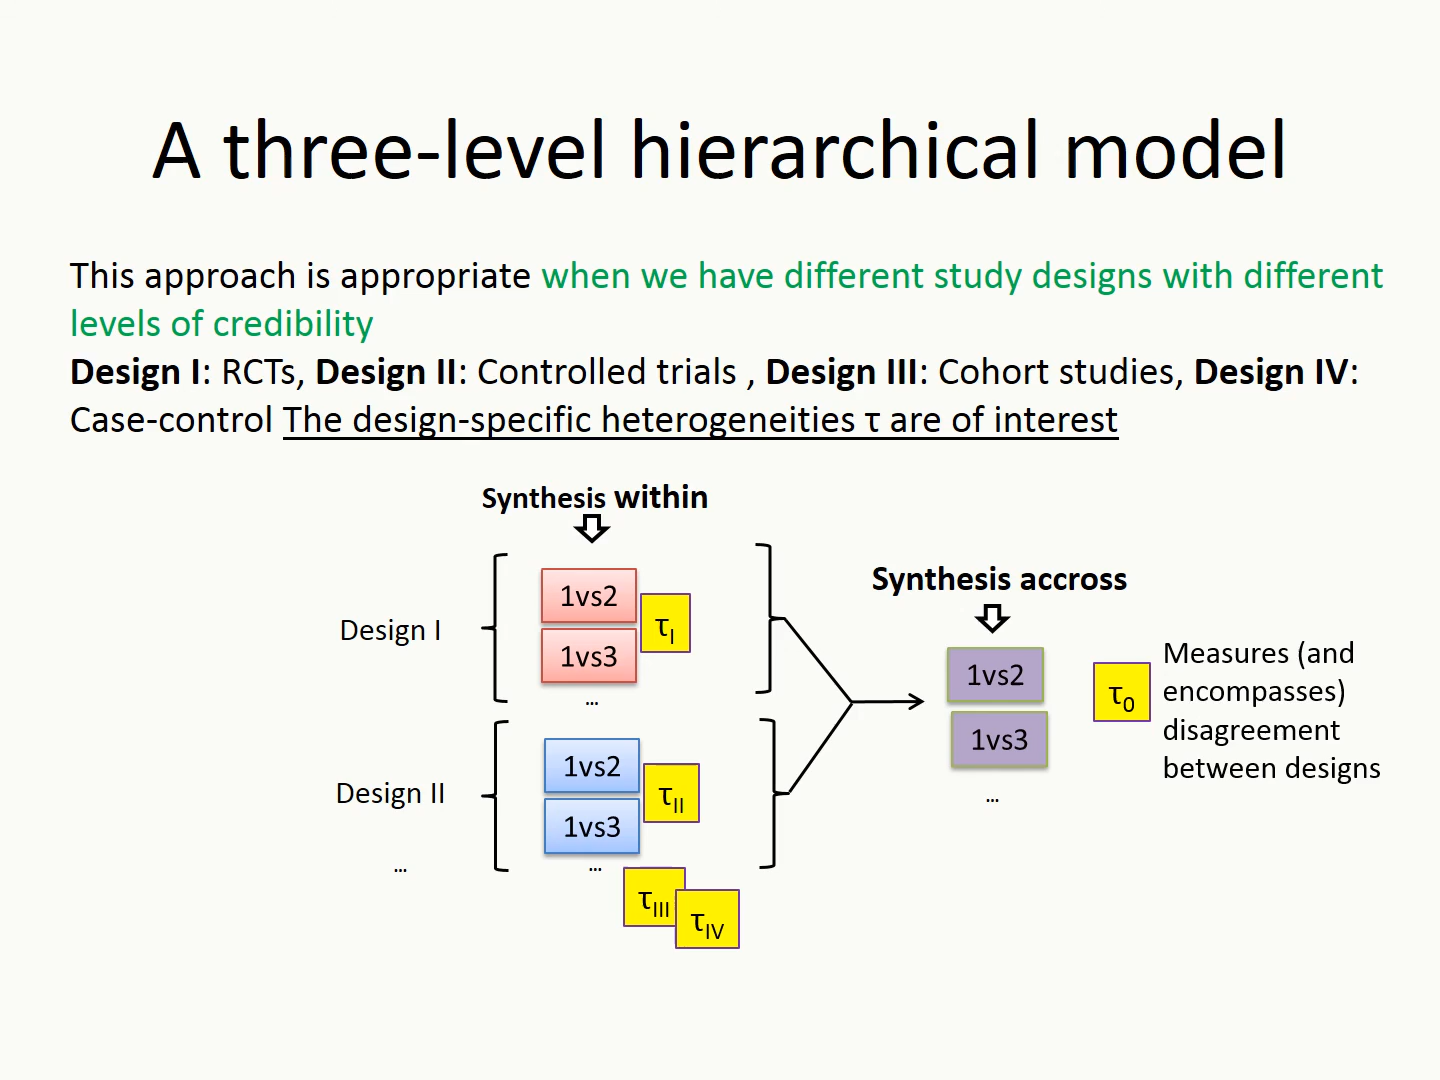 A three-level hierarchical model
This approach is appropriate when we have different study designs with different
levels of credibility
Design I: RCTs, Design II: Controlled trials , Design III: Cohort studies, Design IV:
Case-control The design-specific heterogeneities τ are of interest
Synthesis within
Design I
1vs2
1vs3
τI
...
Design II
1vs2
1vs3
τII
...
...
τIII
τIV
Synthesis accross
1vs2
1vs3
...
τ0
Measures (and
encompasses)
disagreement
between designs